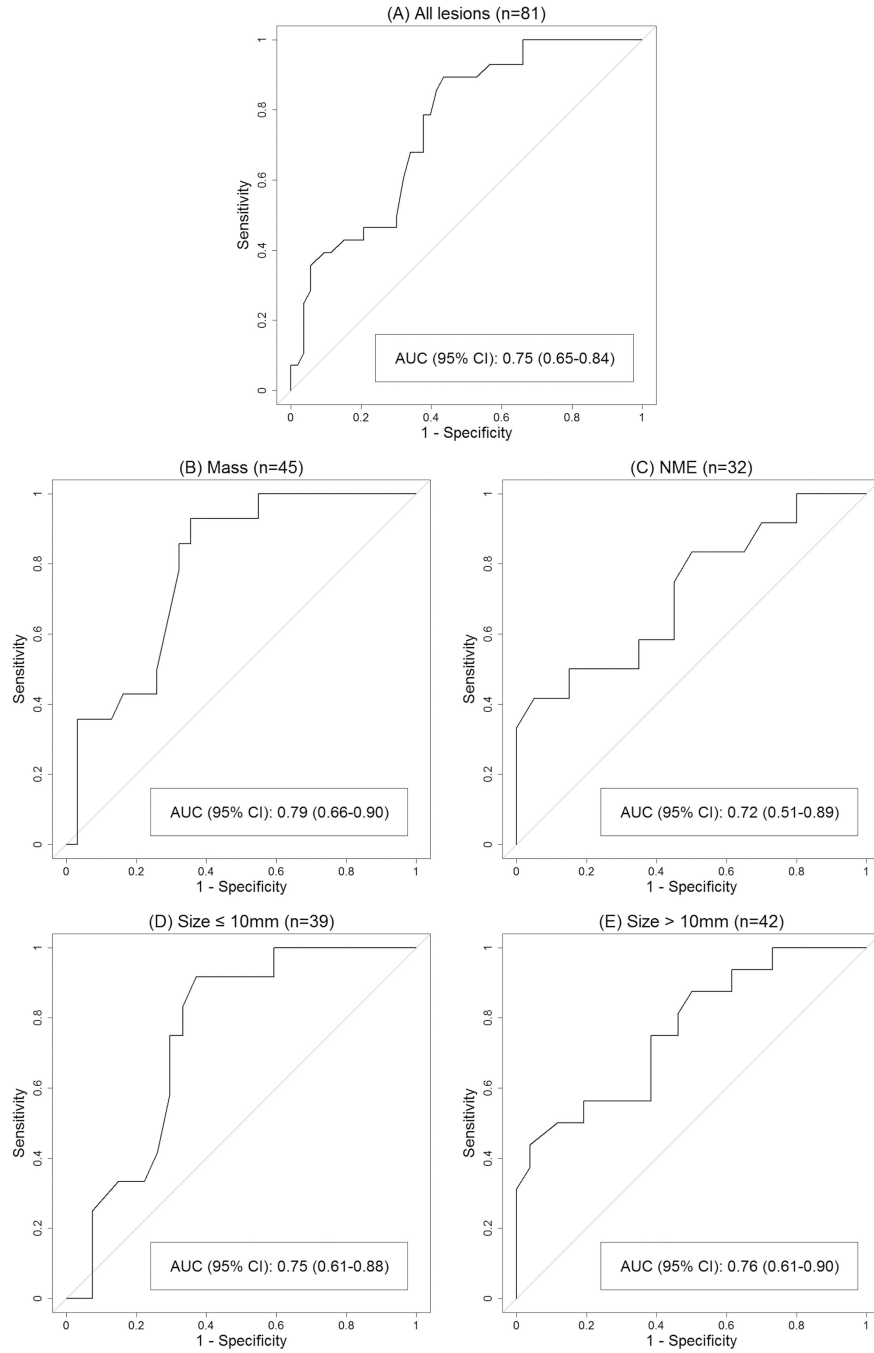 (A) All lesions (n=81)
Sensitivity
0 0.2 0.4 0.6 0.8 1
AUC (95% CI): 0.75 (0.65-0.84)
0 0.2 0.4 0.6 0.8 1
1 - Specificity
(B) Mass (n=45)
Sensitivity
0 0.2 0.4 0.6 0.8 1
AUC (95% CI): 0.79 (0.66-0.90)
0 0.2 0.4 0.6 0.8 1
1 - Specificity
(C) NME (n=32)
Sensitivity
0 0.2 0.4 0.6 0.8 1
AUC (95% CI): 0.72 (0.51-0.89)
0 0.2 0.4 0.6 0.8 1
1 - Specificity
(D) Size ≤ 10mm (n=39)
Sensitivity
0 0.2 0.4 0.6 0.8 1
AUC (95% CI): 0.75 (0.61-0.88)
0 0.2 0.4 0.6 0.8 1
1 - Specificity
(E) Size > 10mm (n=42)
Sensitivity
0 0.2 0.4 0.6 0.8 1
AUC (95% CI): 0.76 (0.61-0.90)
0 0.2 0.4 0.6 0.8 1
1 - Specificity